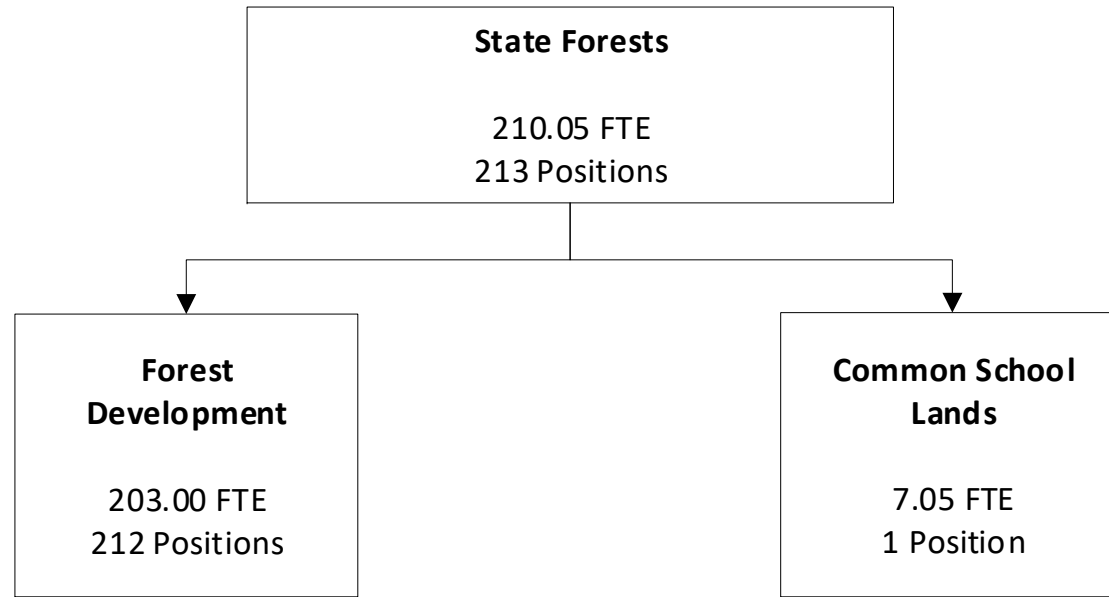 State Forests
210.05 FTE
213 Positions
Forest
Development
203.00 FTE
212 Positions
Common School
Lands
7.05 FTE
1 Position